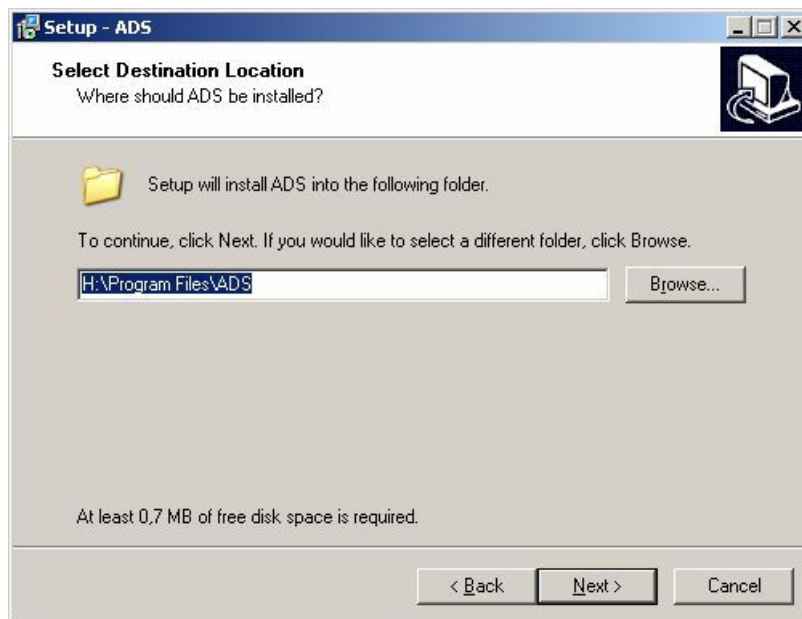 Setup - ADS
Select Destination Location
Where should ADS be installed?
Setup will install ADS into the following folder.
To continue, click Next. If you would like to select a different folder, click Browse.
H:\Program Files\ADS
Browse...
At least 0,7 MB of free disk space is required.
< Back
Next >
Cancel